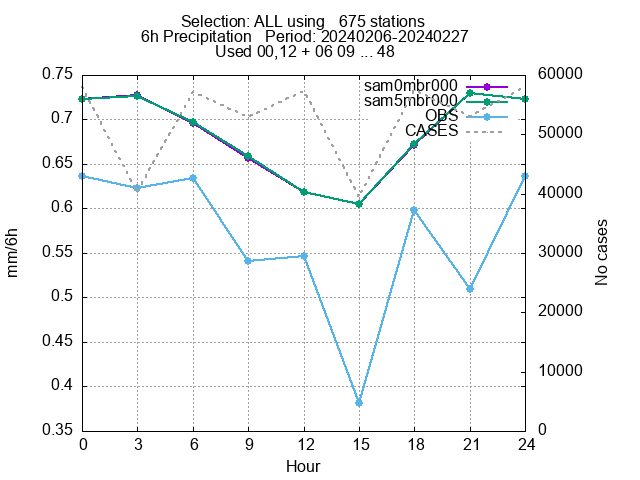 Selection: ALL using   675 stations
6h Precipitation   Period: 20240206-20240227
Used 00,12 + 06 09 ... 48
0.75
0.7
0.65
0.6
0.55
0.5
0.45
0.4
0.35
mm/6h
sam0mbr000
sam5mbr000
OBS
CASES
60000
50000
40000
30000
20000
10000
0
No cases
0 3 6 9 12 15 18 21 24
Hour